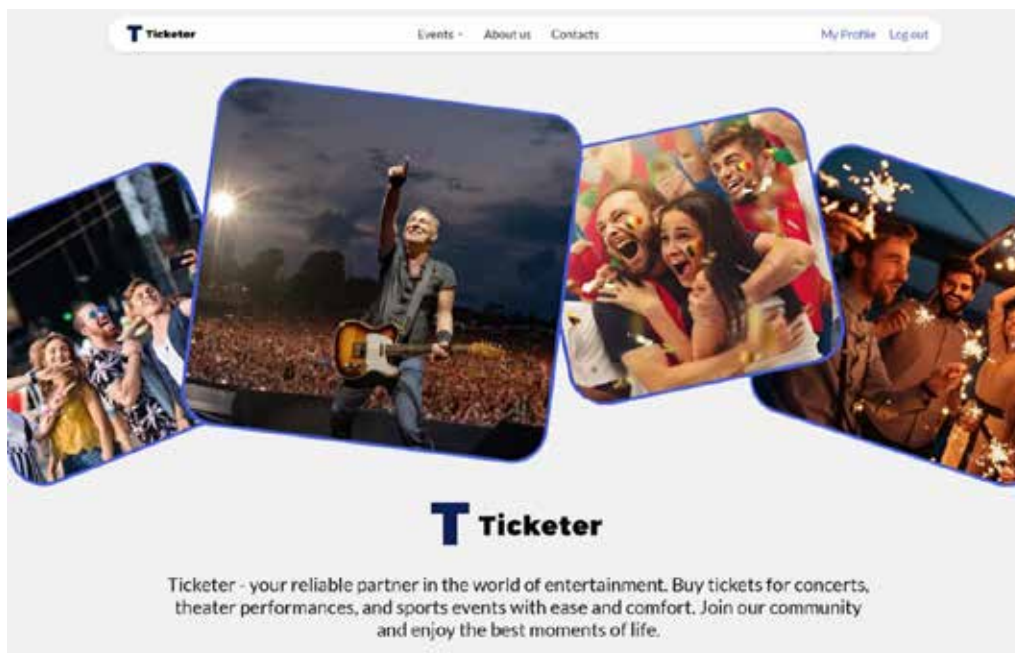 Ticketer
Events
About us
Contacts
My Profile
Log out
Ticketer
Ticketer - your reliable partner in the world of entertainment. Buy tickets for concerts,
theater performances, and sports events with ease and comfort. Join our community
and enjoy the best moments of life.